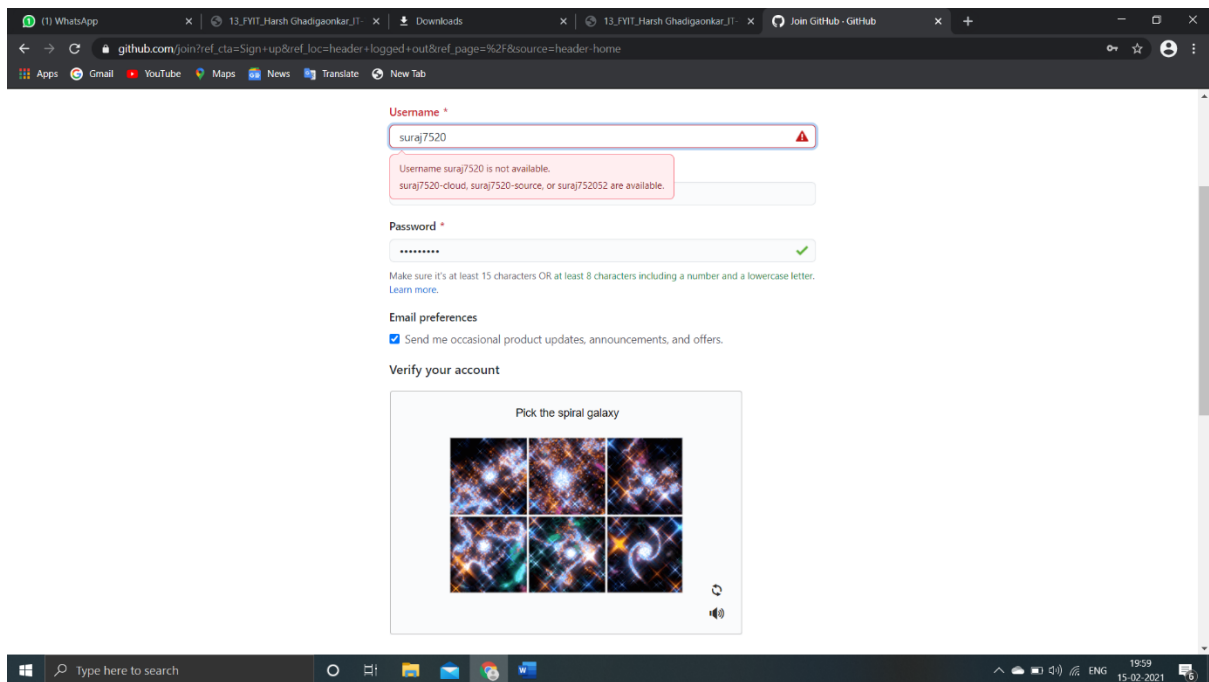 (1) WhatsApp
13_FYIT_Harsh Ghadigaonkar_IT-
Downloads
13_FYIT_Harsh Ghadigaonkar_IT-
Join GitHub · GitHub
github.com/join?ref_cta=Sign+up&ref_loc=header+logged+out&ref_page=%2F&source=header-home
Apps Gmail YouTube Maps News Translate New Tab
Username *
suraj7520
Username suraj7520 is not available.
suraj7520-cloud, suraj7520-source, or suraj752052 are available.
Password *
Make sure it's at least 15 characters OR at least 8 characters including a number and a lowercase letter.
Learn more.
Email preferences
Send me occasional product updates, announcements, and offers.
Verify your account
Pick the spiral galaxy
Type here to search
ENG
19:59
15-02-2021
6